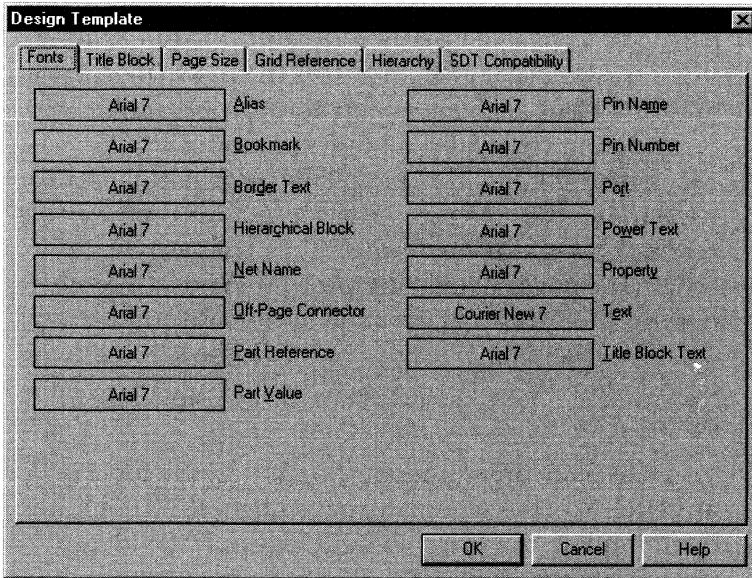 Design Template
Fonts Title Block Page Size Grid Reference Hierarchy SDT Compatibility
Arial 7 Alias Arial 7 Pin Name
Arial 7 Bookmark Arial 7 Pin Number
Arial 7 Border Text Arial 7 Port
Arial 7 Hierarchical Block Arial 7 Power Text
Arial 7 Net Name Arial 7 Property
Arial 7 Off-Page Connector Courier New 7 Text
Arial 7 Part Reference Arial 7 Title Block Text
Arial 7 Part Value
OK Cancel Help